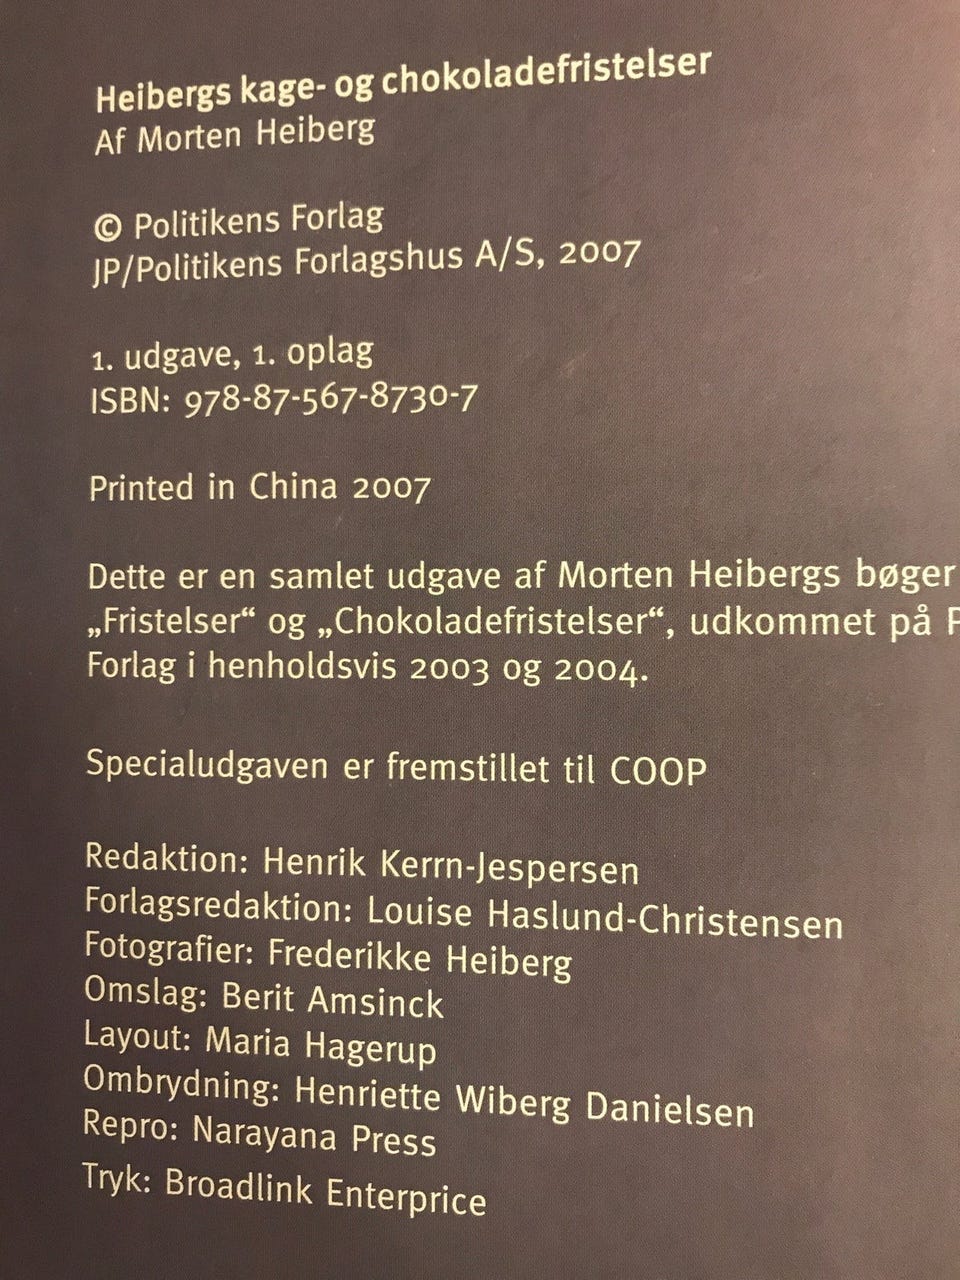 Heibergs kage- og chokoladefristelser
Af Morten Heiberg
© Politikens Forlag
JP/Politikens Forlagshus A/S, 2007
1. udgave, 1. oplag
ISBN: 978-87-567-8730-7
Printed in China 2007
Dette er en samlet udgave af Morten Heibergs bøger
„Fristelser“ og „Chokoladefristelser“, udkommet på
Forlag i henholdsvis 2003 og 2004.
Specialudgaven er fremstillet til COOP
Redaktion: Henrik Kerrn-Jespersen
Forlagsredaktion: Louise Haslund-Christensen
Fotografier: Frederikke Heiberg
Omslag: Berit Amsinck
Layout: Maria Hagerup
Ombrydning: Henriette Wiberg Danielsen
Repro: Narayana Press
Tryk: Broadlink Enterprice